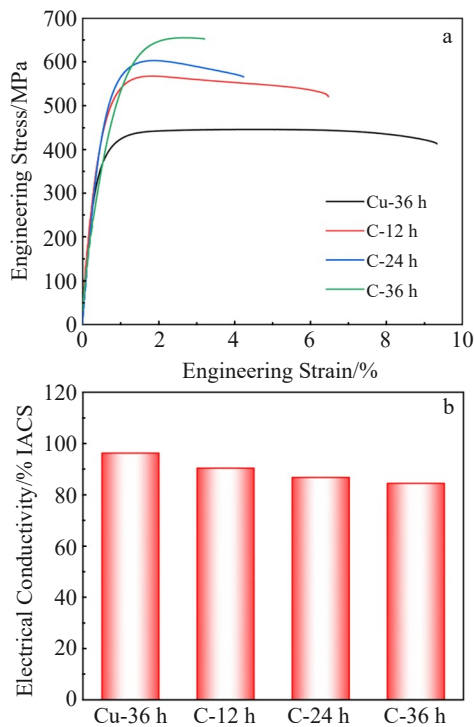 a
Engineering Stress/MPa
700
600
500
400
300
200
100
0
Cu-36 h
C-12 h
C-24 h
C-36 h
0 2 4 6 8 10
Engineering Strain/%
b
Electrical Conductivity/% IACS
120
100
80
60
40
20
0
Cu-36 h C-12 h C-24 h C-36 h